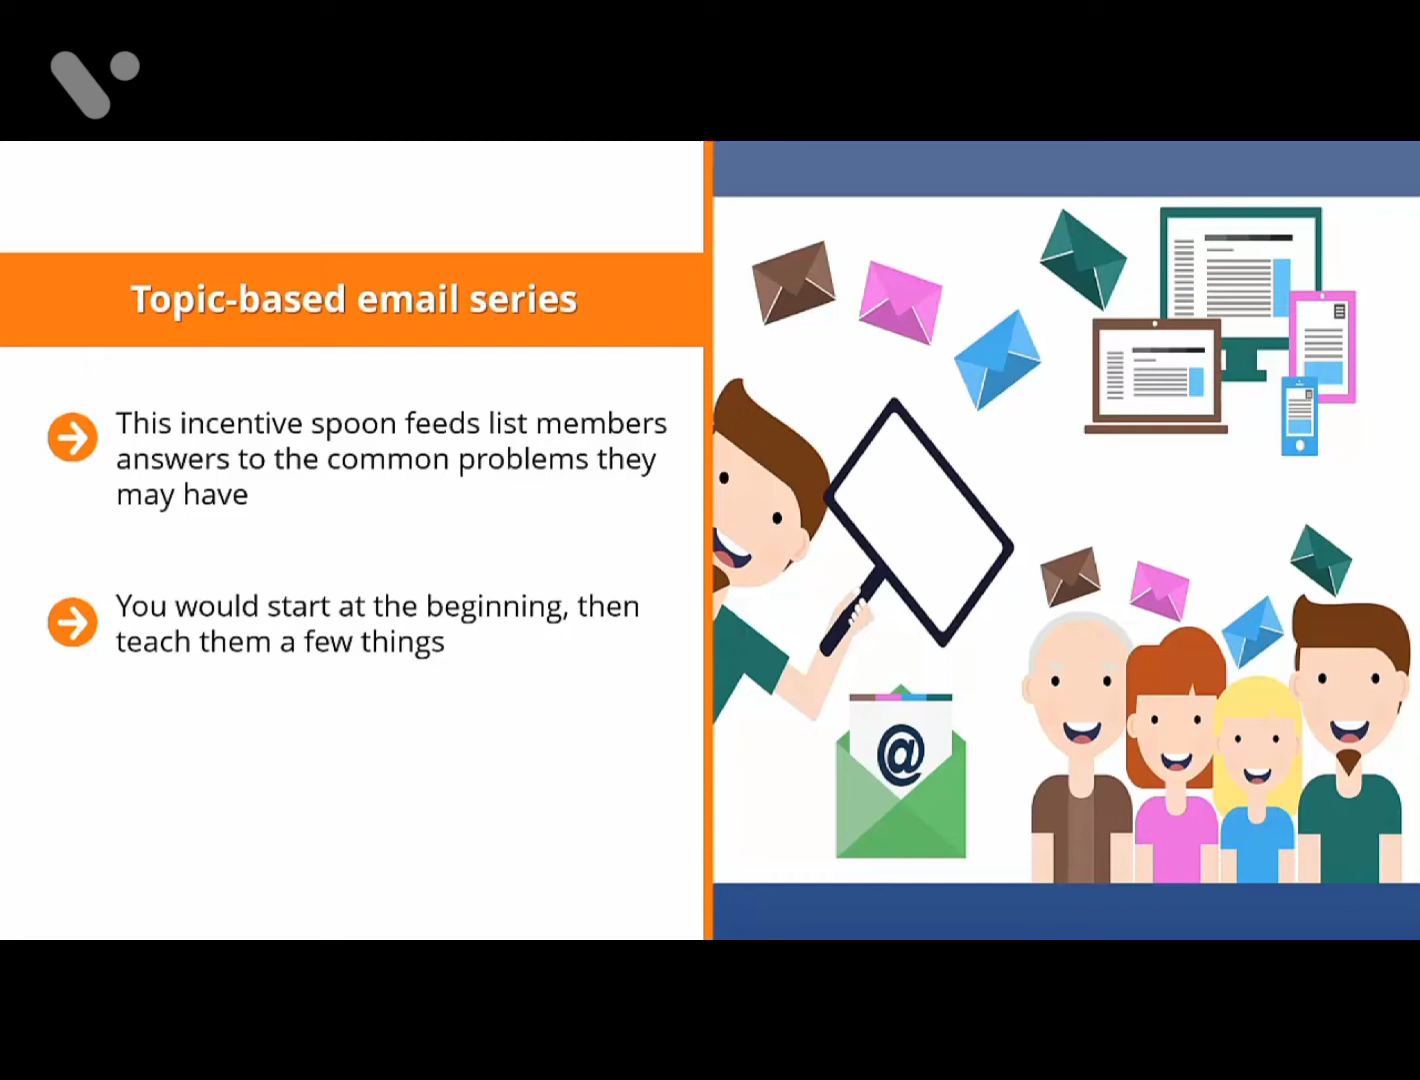 Topic-based email series
This incentive spoon feeds list members
answers to the common problems they
may have
You would start at the beginning, then
teach them a few things
@